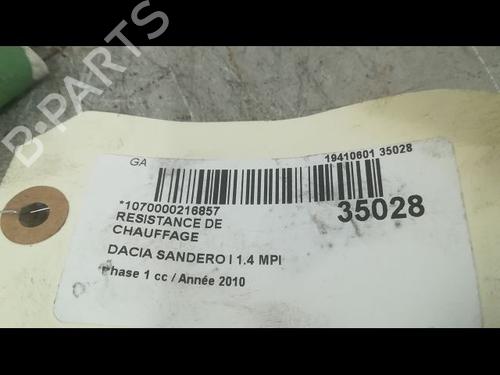 B-PARTS
GA
19410601 35028
*1070000216857
35028
RESISTANCE DE
CHAUFFAGE
DACIA SANDERO I 1.4 MPI
Phase 1 cc / Année 2010